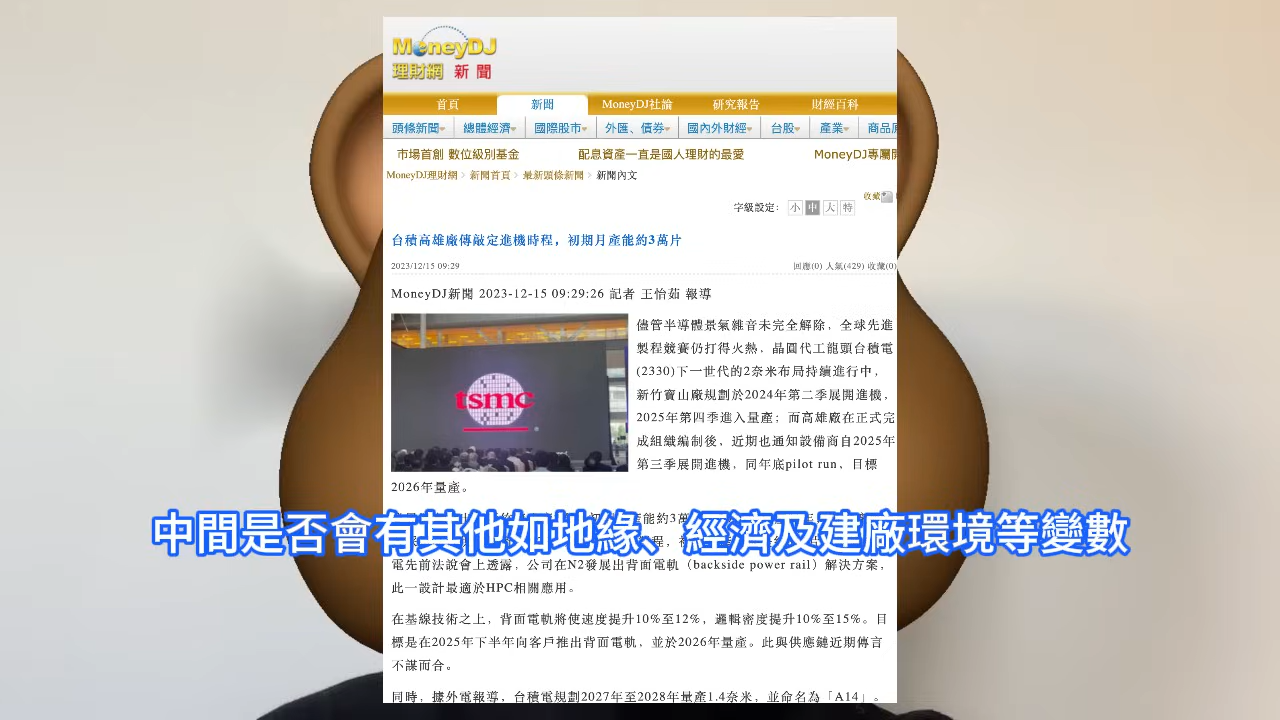 MoneyDJ
理財網 新聞
首頁 新聞 MoneyDJ社論 研究報告 財經百科
頭條新聞 總體經濟 國際股市 外匯、債券 國內外財經 台股 產業 商品
市場首創 數位級別基金 配息資產一直是國人理財的最愛 MoneyDJ專屬
MoneyDJ理財網 > 新聞首頁 > 最新頭條新聞 > 新聞內文
收藏
字級設定： 小 中 大 特
台積高雄廠傳敲定進機時程，初期月產能約3萬片
2023/12/15 09:29 回應(0) 人氣(429) 收藏(0)
MoneyDJ新聞 2023-12-15 09:29:26 記者 王怡茹 報導
tsmc
儘管半導體景氣雜音未完全解除，全球先進
製程競賽仍打得火熱，晶圓代工龍頭台積電
(2330)下一世代的2奈米布局持續進行中，
新竹寶山廠規劃於2024年第二季展開進機，
2025年第四季進入量產；而高雄廠在正式完
成組織編制後，近期也通知設備商自2025年
第三季展開進機，同年底pilot run，目標
2026年量產。
產能約3萬
中間是否會有其他如地緣、經濟及建廠環境等變數
電先前法說會上透露，公司在N2發展出背面電軌（backside power rail）解決方案，
此一設計最適於HPC相關應用。
在基線技術之上，背面電軌將使速度提升10%至12%，邏輯密度提升10%至15%。目
標是在2025年下半年向客戶推出背面電軌，並於2026年量產。此與供應鏈近期傳言
不謀而合。
同時，據外電報導，台積電規劃2027年至2028年量產1.4奈米，並命名為「A14」。